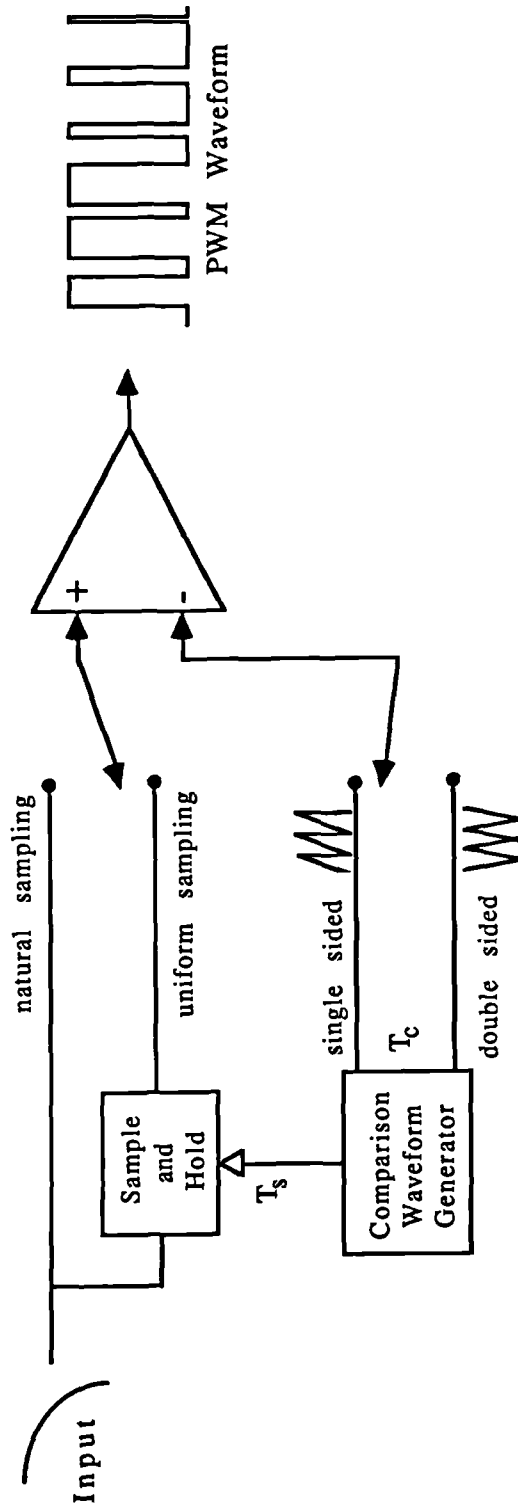 Input
natural sampling
uniform sampling
Sample
and
Hold
Ts
Comparison
Waveform
Generator
single sided
Tc
double sided
+
-
PWM Waveform